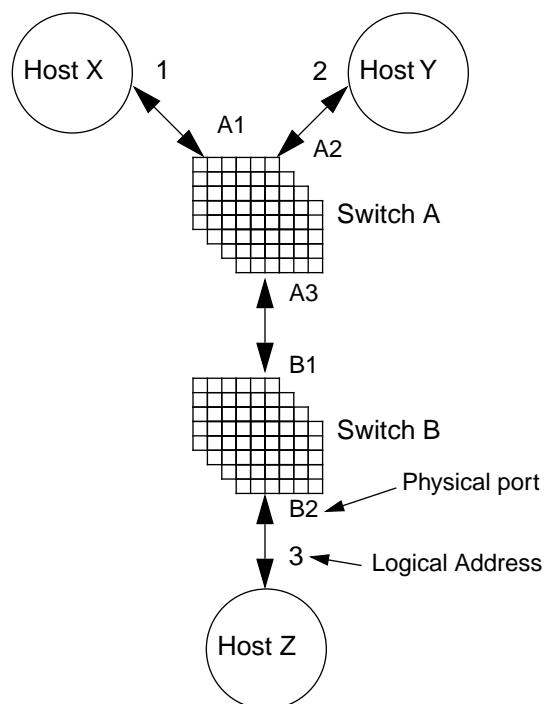 Host X
1
2
Host Y
A1
A2
Switch A
A3
B1
Switch B
Physical port
B2
3
Logical Address
Host Z